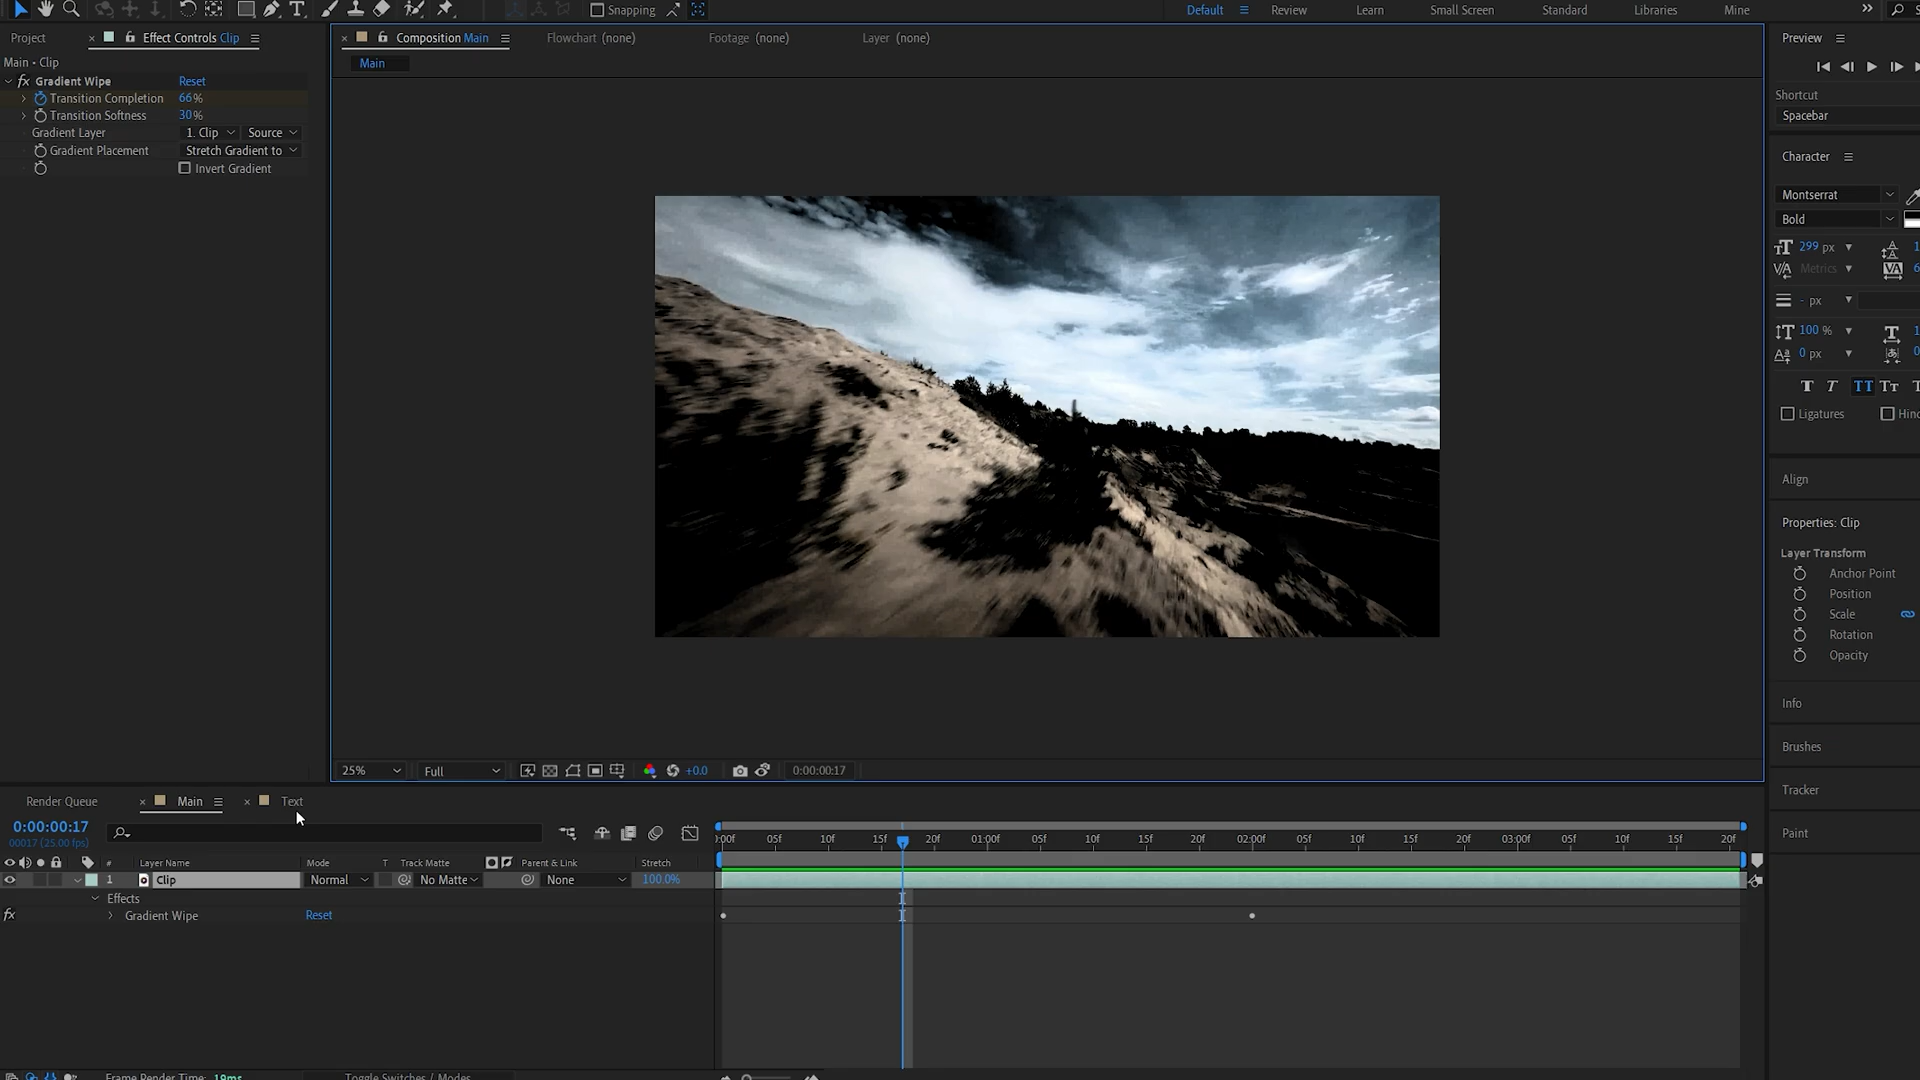 Snapping
Default
Review
Learn
Small Screen
Standard
Libraries
Mine
Project
Effect Controls Clip
Composition Main
Flowchart (none)
Footage (none)
Layer (none)
Preview
Main • Clip
Main
Gradient Wipe Reset
Transition Completion 66%
Transition Softness 30%
Gradient Layer 1. Clip Source
Gradient Placement Stretch Gradient to
Invert Gradient
Shortcut
Spacebar
Character
Montserrat
Bold
299 px
Metrics
- px
100 %
0 px
Ligatures
Align
Properties: Clip
Layer Transform
Anchor Point
Position
Scale
Rotation
Opacity
Info
Brushes
Tracker
Paint
25% Full +0.0 0:00:00:17
Render Queue Main Text
0:00:00:17
00017 (25.00 fps)
05f 10f 15f 20f 01:00f 05f 10f 15f 20f 02:00f 05f 10f 15f 20f 03:00f 05f 10f 15f 20f
# Layer Name Mode T Track Matte Parent & Link Stretch
1 Clip Normal No Matte None 100.0%
Effects
fx Gradient Wipe Reset
Frame Render Time: 19ms Toggle Switches / Modes